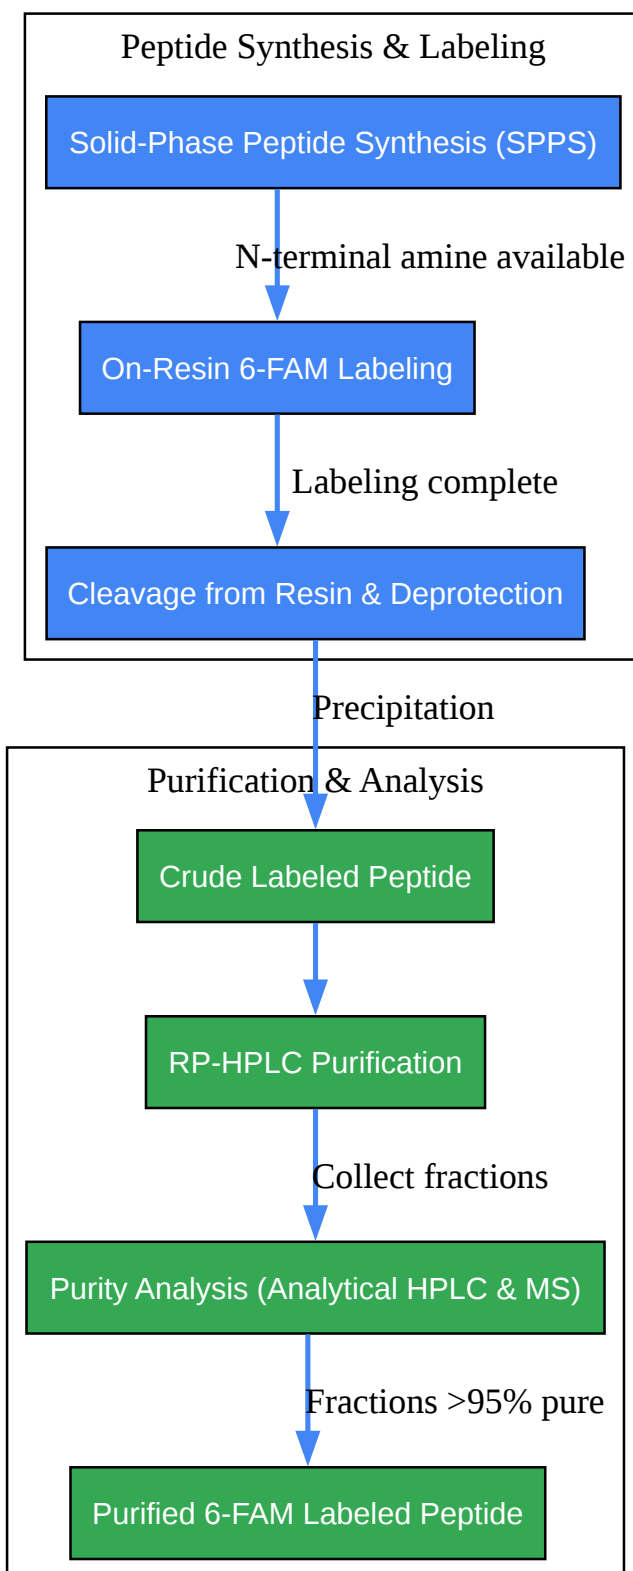 Peptide Synthesis & Labeling
Solid-Phase Peptide Synthesis (SPPS)
N-terminal amine available
On-Resin 6-FAM Labeling
Labeling complete
Cleavage from Resin & Deprotection
Precipitation
Purification & Analysis
Crude Labeled Peptide
RP-HPLC Purification
Collect fractions
Purity Analysis (Analytical HPLC & MS)
Fractions >95% pure
Purified 6-FAM Labeled Peptide